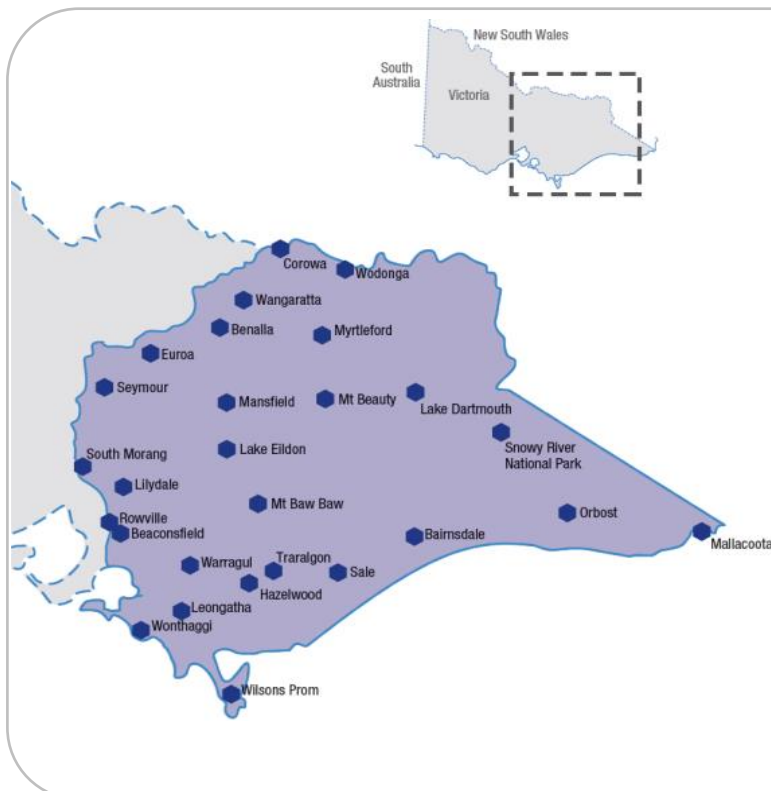 New South Wales
South
Australia
Victoria
Corowa
Wodonga
Wangaratta
Benalla
Myrtleford
Euroa
Seymour
Mansfield
Mt Beauty
Lake Dartmouth
Snowy River
National Park
South Morang
Lake Eildon
Lilydale
Mt Baw Baw
Rowville
Beaconsfield
Orbost
Bairnsdale
Mallacoota
Warragul
Traralgon
Sale
Hazelwood
Leongatha
Wonthaggi
Wilsons Prom